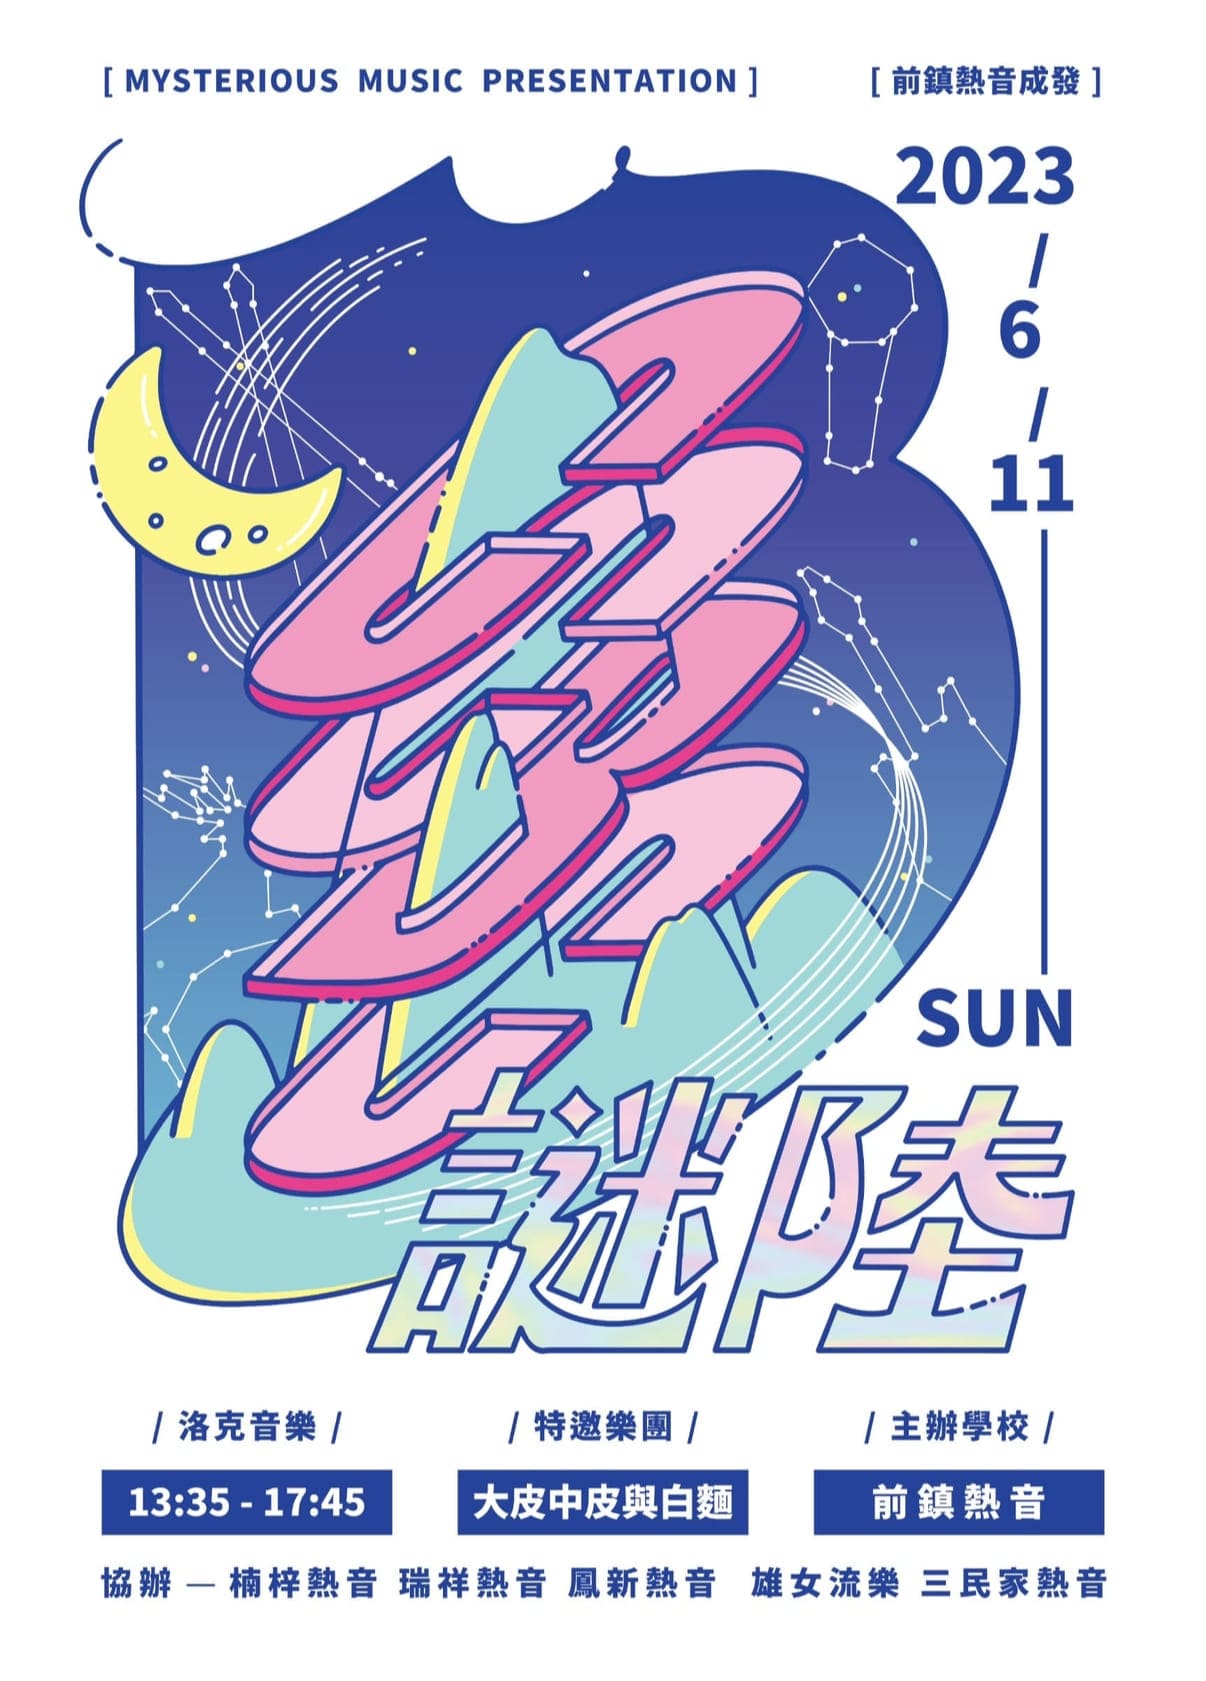 [ MYSTERIOUS MUSIC PRESENTATION ]
[ 前鎮熱音成發 ]
2023
/
6
/
11
SUN
謎陸
/ 洛克音樂 /
13:35 - 17:45
/ 特邀樂團 /
大皮中皮與白麵
/ 主辦學校 /
前鎮熱音
協辦 — 楠梓熱音 瑞祥熱音 鳳新熱音 雄女流樂 三民家熱音